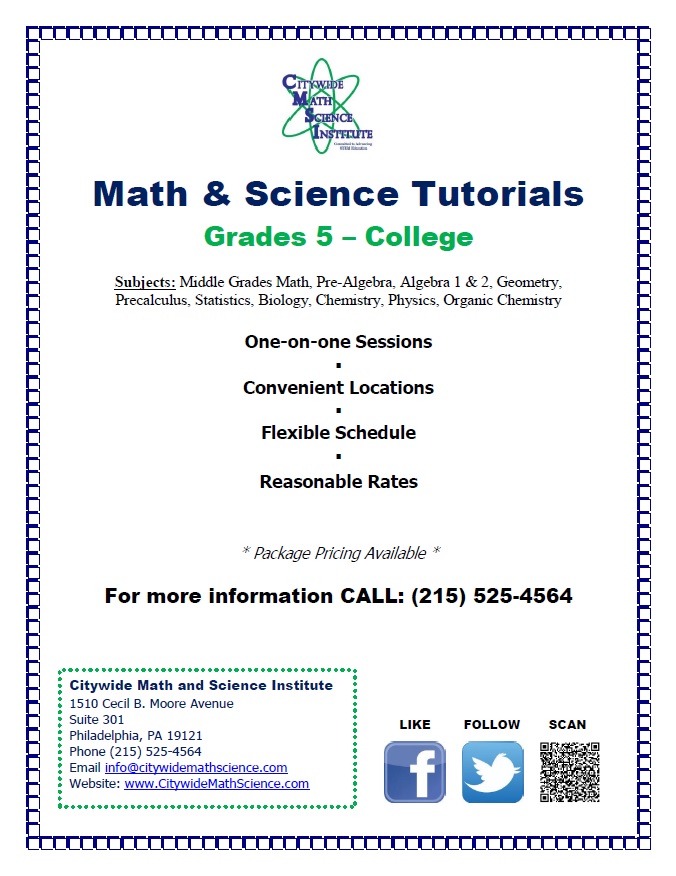 CITYWIDE
MATH
SCIENCE
INSTITUTE
Committed to Advancing
STEM Education
Math & Science Tutorials
Grades 5 – College
Subjects: Middle Grades Math, Pre-Algebra, Algebra 1 & 2, Geometry,
Precalculus, Statistics, Biology, Chemistry, Physics, Organic Chemistry
One-on-one Sessions
Convenient Locations
Flexible Schedule
Reasonable Rates
* Package Pricing Available *
For more information CALL: (215) 525-4564
Citywide Math and Science Institute
1510 Cecil B. Moore Avenue
Suite 301
Philadelphia, PA 19121
Phone (215) 525-4564
Email info@citywidemathscience.com
Website: www.CitywideMathScience.com
LIKE FOLLOW SCAN
f